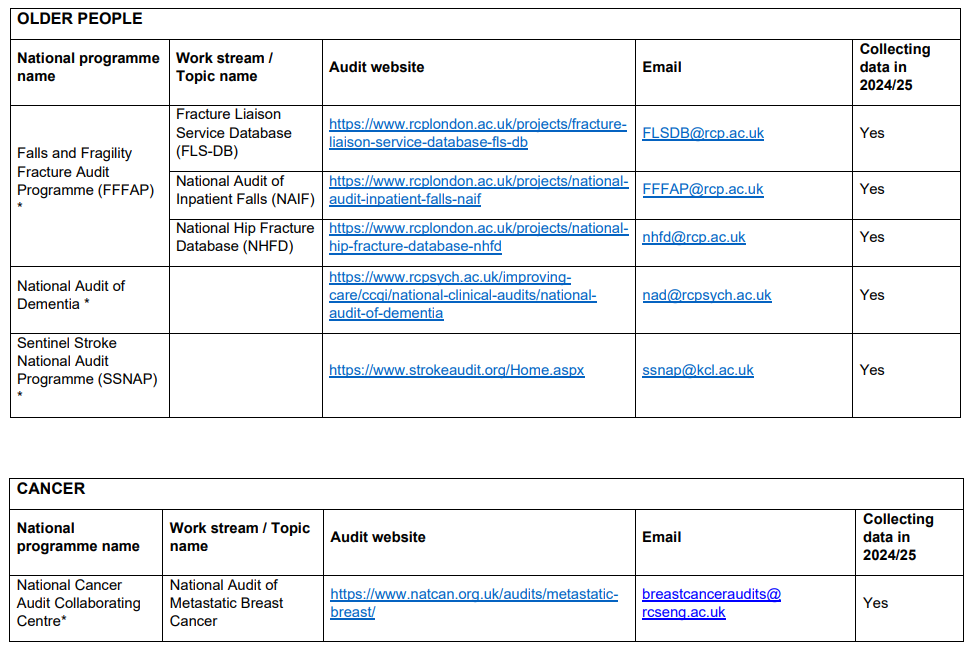 OLDER PEOPLE
National programme name
Work stream / Topic name
Audit website
Email
Collecting data in 2024/25
Falls and Fragility
Fracture Audit
Programme (FFFAP)
*
Fracture Liaison
Service Database
(FLS-DB)
https://www.rcplondon.ac.uk/projects/fracture-
liaison-service-database-fls-db
FLSDB@rcp.ac.uk
Yes
National Audit of
Inpatient Falls (NAIF)
https://www.rcplondon.ac.uk/projects/national-
audit-inpatient-falls-naif
FFFAP@rcp.ac.uk
Yes
National Hip Fracture
Database (NHFD)
https://www.rcplondon.ac.uk/projects/national-
hip-fracture-database-nhfd
nhfd@rcp.ac.uk
Yes
National Audit of
Dementia *
https://www.rcpsych.ac.uk/improving-
care/ccqi/national-clinical-audits/national-
audit-of-dementia
nad@rcpsych.ac.uk
Yes
Sentinel Stroke
National Audit
Programme (SSNAP)
*
https://www.strokeaudit.org/Home.aspx
ssnap@kcl.ac.uk
Yes
CANCER
National
programme name
Work stream / Topic
name
Audit website
Email
Collecting
data in
2024/25
National Cancer
Audit Collaborating
Centre*
National Audit of
Metastatic Breast
Cancer
https://www.natcan.org.uk/audits/metastatic-
breast/
breastcanceraudits@
rcseng.ac.uk
Yes